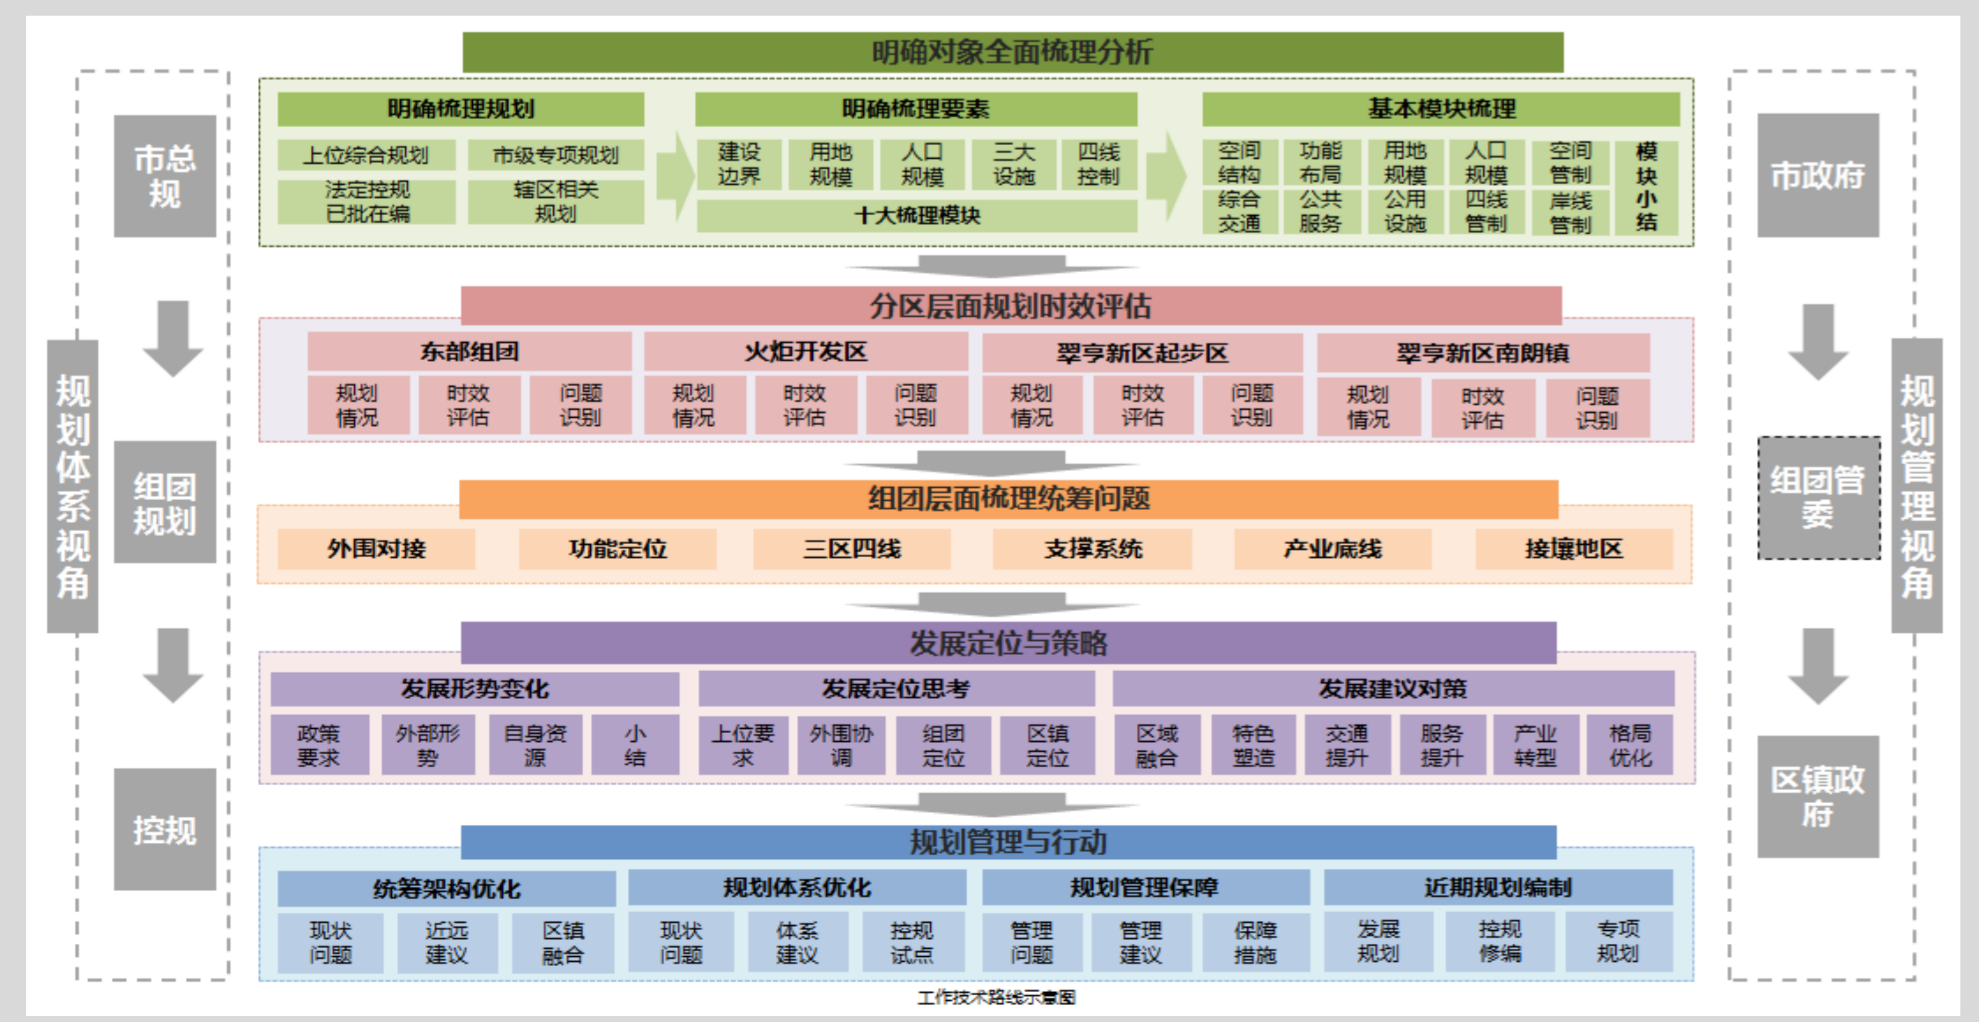 明确对象全面梳理分析
明确梳理规划
明确梳理要素
基本模块梳理
上位综合规划
市级专项规划
法定控规
已批在编
辖区相关
规划
建设
边界
用地
规模
人口
规模
三大
设施
四线
控制
十大梳理模块
空间
结构
功能
布局
用地
规模
人口
规模
空间
管制
综合
交通
公共
服务
公用
设施
四线
管制
岸线
管制
模
块
小
结
分区层面规划时效评估
东部组团
火炬开发区
翠亨新区起步区
翠亨新区南朗镇
规划
情况
时效
评估
问题
识别
规划
情况
时效
评估
问题
识别
规划
情况
时效
评估
问题
识别
规划
情况
时效
评估
问题
识别
组团层面梳理统筹问题
外围对接
功能定位
三区四线
支撑系统
产业底线
接壤地区
发展定位与策略
发展形势变化
发展定位思考
发展建议对策
政策
要求
外部形
势
自身资
源
小
结
上位要
求
外围协
调
组团
定位
区镇
定位
区域
融合
特色
塑造
交通
提升
服务
提升
产业
转型
格局
优化
规划管理与行动
统筹架构优化
规划体系优化
规划管理保障
近期规划编制
现状
问题
近远
建议
区镇
融合
现状
问题
体系
建议
控规
试点
管理
问题
管理
建议
保障
措施
发展
规划
控规
修编
专项
规划
工作技术路线示意图
规划体系视角
市总
规
组团
规划
控规
市政府
组团管
委
区镇政
府
规划管理视角